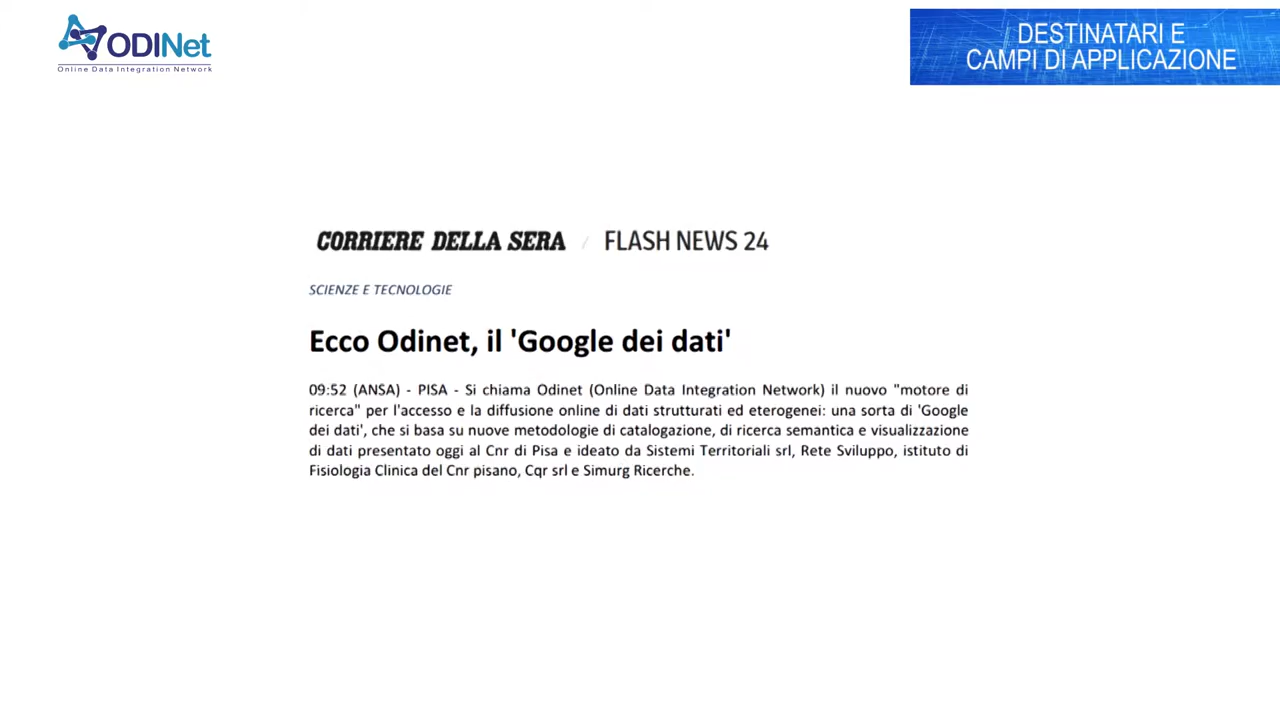 ODINet
Online Data Integration Network
DESTINATARI E
CAMPI DI APPLICAZIONE
CORRIERE DELLA SERA / FLASH NEWS 24
SCIENZE E TECNOLOGIE
Ecco Odinet, il 'Google dei dati'
09:52 (ANSA) - PISA - Si chiama Odinet (Online Data Integration Network) il nuovo "motore di
ricerca" per l'accesso e la diffusione online di dati strutturati ed eterogenei: una sorta di 'Google
dei dati', che si basa su nuove metodologie di catalogazione, di ricerca semantica e visualizzazione
di dati presentato oggi al Cnr di Pisa e ideato da Sistemi Territoriali srl, Rete Sviluppo, istituto di
Fisiologia Clinica del Cnr pisano, Cqr srl e Simurg Ricerche.